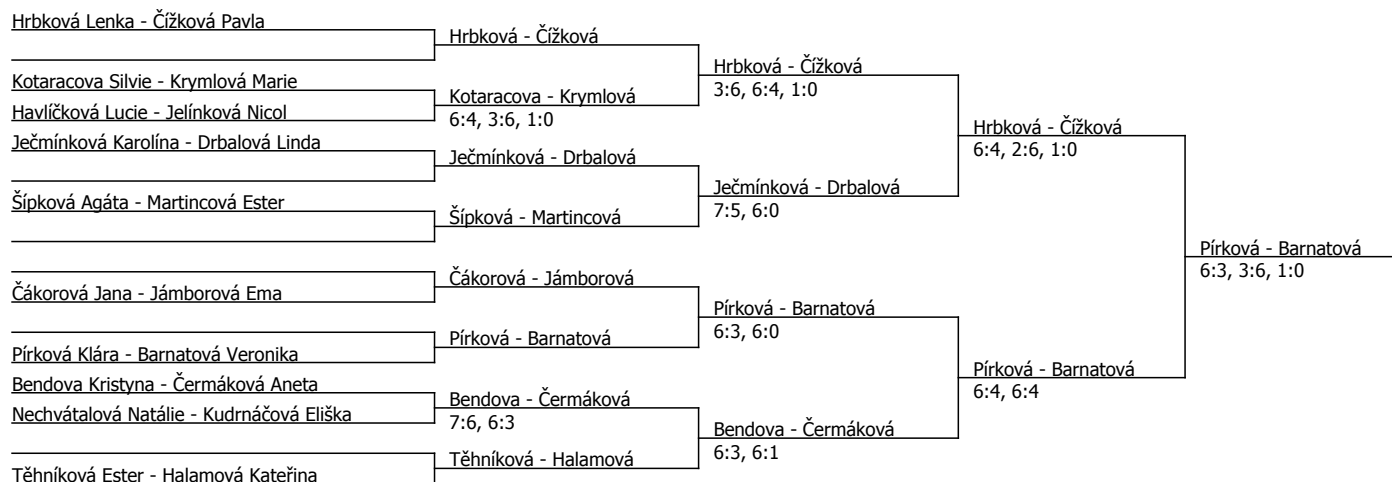 Hrbková Lenka - Čížková Pavla
Kotaracova Silvie - Krymlová Marie
Havlíčková Lucie - Jelínková Nicol
Ječmínková Karolína - Drbalová Linda
Šípková Agáta - Martincová Ester
Čákorová Jana - Jámborová Ema
Pírková Klára - Barnatová Veronika
Bendova Kristyna - Čermáková Aneta
Nechvátalová Natálie - Kudrnáčová Eliška
Těhníková Ester - Halamová Kateřina
Hrbková - Čížková
Kotaracova - Krymlová
6:4, 3:6, 1:0
Ječmínková - Drbalová
Šípková - Martincová
Čákorová - Jámborová
Pírková - Barnatová
Bendova - Čermáková
7:6, 6:3
Těhníková - Halamová
Hrbková - Čížková
3:6, 6:4, 1:0
Ječmínková - Drbalová
7:5, 6:0
Pírková - Barnatová
6:3, 6:0
Bendova - Čermáková
6:3, 6:1
Hrbková - Čížková
6:4, 2:6, 1:0
Pírková - Barnatová
6:4, 6:4
Pírková - Barnatová
6:3, 3:6, 1:0